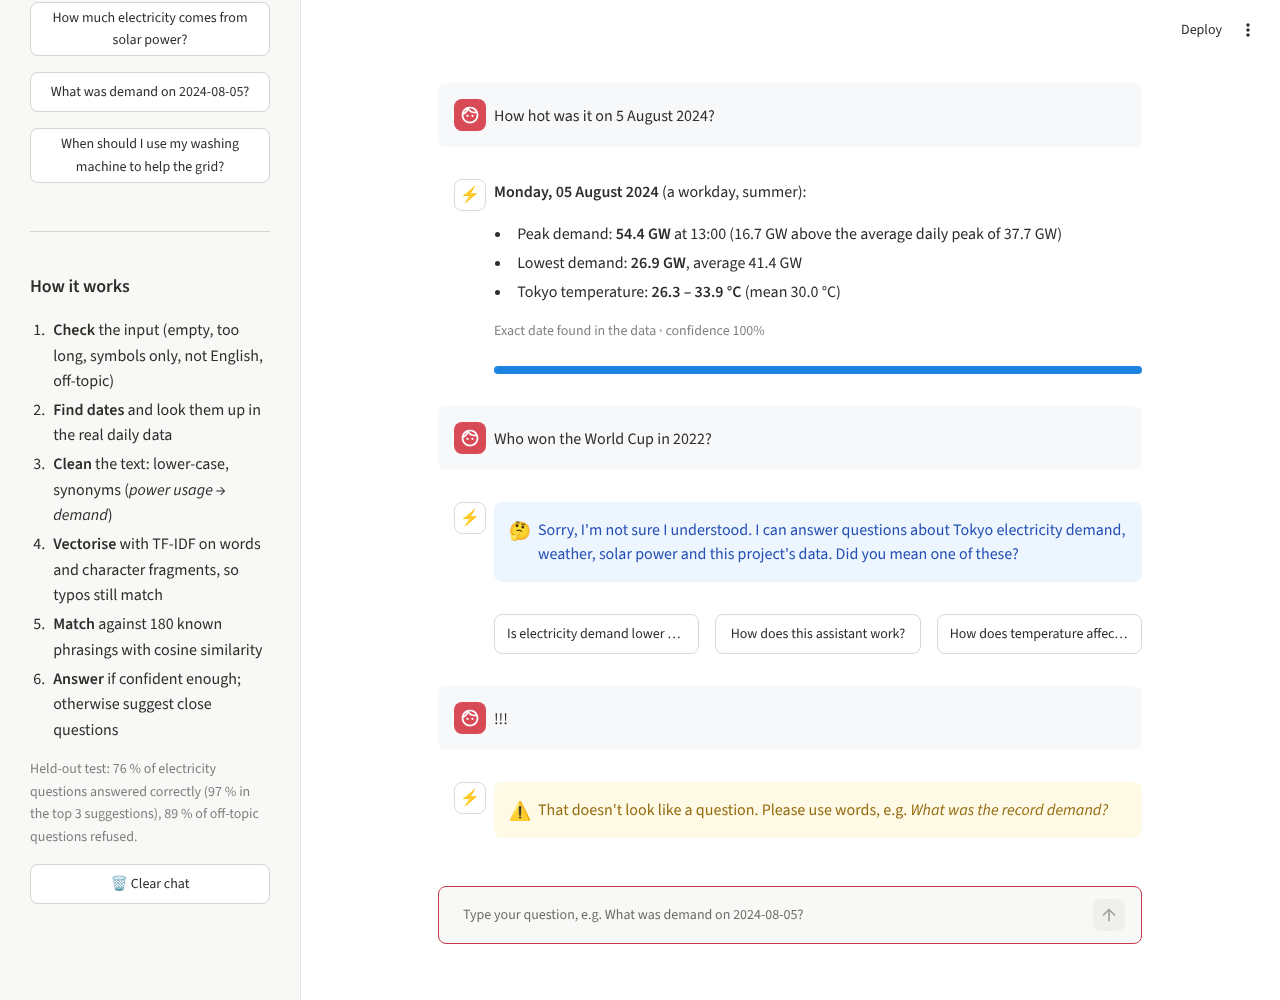 How much electricity comes from
solar power?
What was demand on 2024-08-05?
When should I use my washing
machine to help the grid?
How it works
1. Check the input (empty, too
long, symbols only, not English,
off-topic)
2. Find dates and look them up in
the real daily data
3. Clean the text: lower-case,
synonyms (power usage →
demand)
4. Vectorise with TF-IDF on words
and character fragments, so
typos still match
5. Match against 180 known
phrasings with cosine similarity
6. Answer if confident enough;
otherwise suggest close
questions
Held-out test: 76 % of electricity
questions answered correctly (97 % in
the top 3 suggestions), 89 % of off-topic
questions refused.
🗑️ Clear chat
Deploy
How hot was it on 5 August 2024?
Monday, 05 August 2024 (a workday, summer):
• Peak demand: 54.4 GW at 13:00 (16.7 GW above the average daily peak of 37.7 GW)
• Lowest demand: 26.9 GW, average 41.4 GW
• Tokyo temperature: 26.3 – 33.9 °C (mean 30.0 °C)
Exact date found in the data · confidence 100%
Who won the World Cup in 2022?
🤔 Sorry, I'm not sure I understood. I can answer questions about Tokyo electricity demand,
weather, solar power and this project's data. Did you mean one of these?
Is electricity demand lower …
How does this assistant work?
How does temperature affec…
!!!
⚠️ That doesn't look like a question. Please use words, e.g. What was the record demand?
Type your question, e.g. What was demand on 2024-08-05?